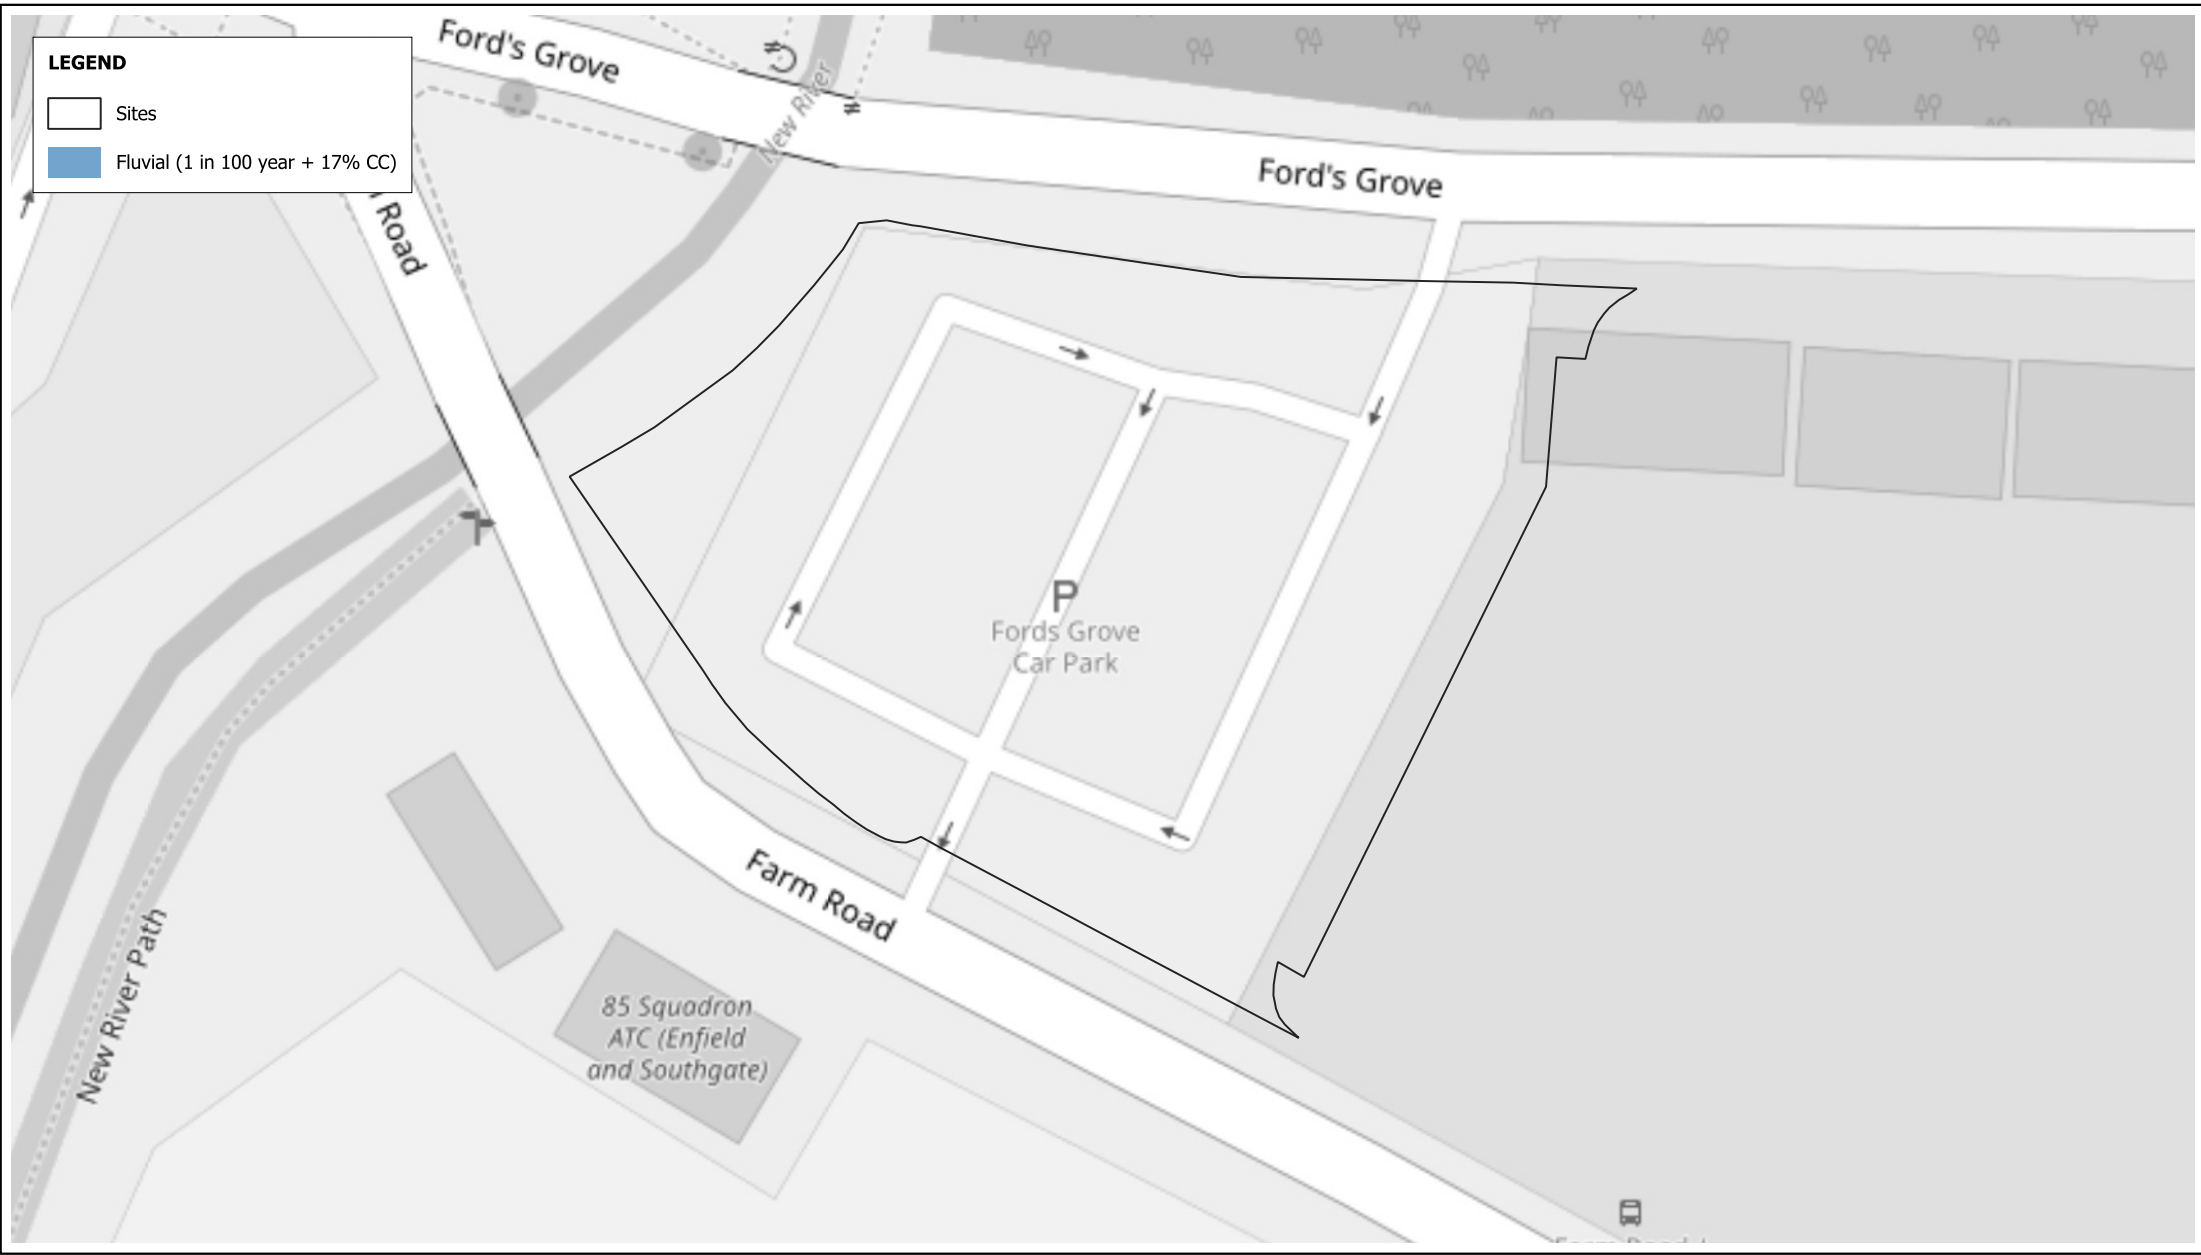 LEGEND
Sites
Fluvial (1 in 100 year + 17% CC)
Ford's Grove
New River
Ford's Grove
Road
P
Fords Grove
Car Park
Farm Road
New River Path
85 Squadron
ATC (Enfield
and Southgate)